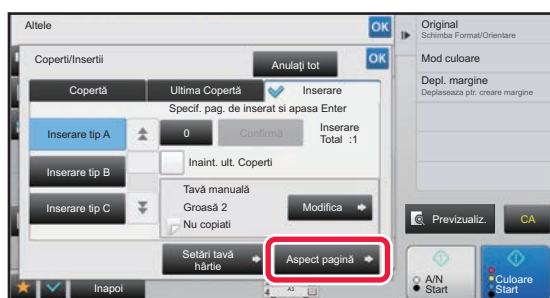 Altele
OK
Original
Schimba Format/Orientare
Coperti/Insertii
Anulaţi tot
OK
Mod culoare
Copertă
Ultima Copertă
Inserare
Depl. margine
Deplaseaza ptr. creare margine
Specif. pag. de inserat si apasa Enter
Inserare tip A
0
Confirmă
Inserare
Total :1
Inaint. ult. Coperti
Inserare tip B
Tavă manuală
Inserare tip C
Groasă 2
Modifica
Nu copiati
Previzualiz.
CA
Setări tavă
hârtie
Aspect pagină
Inapoi
4
A3
A/N
Start
Culoare
Start